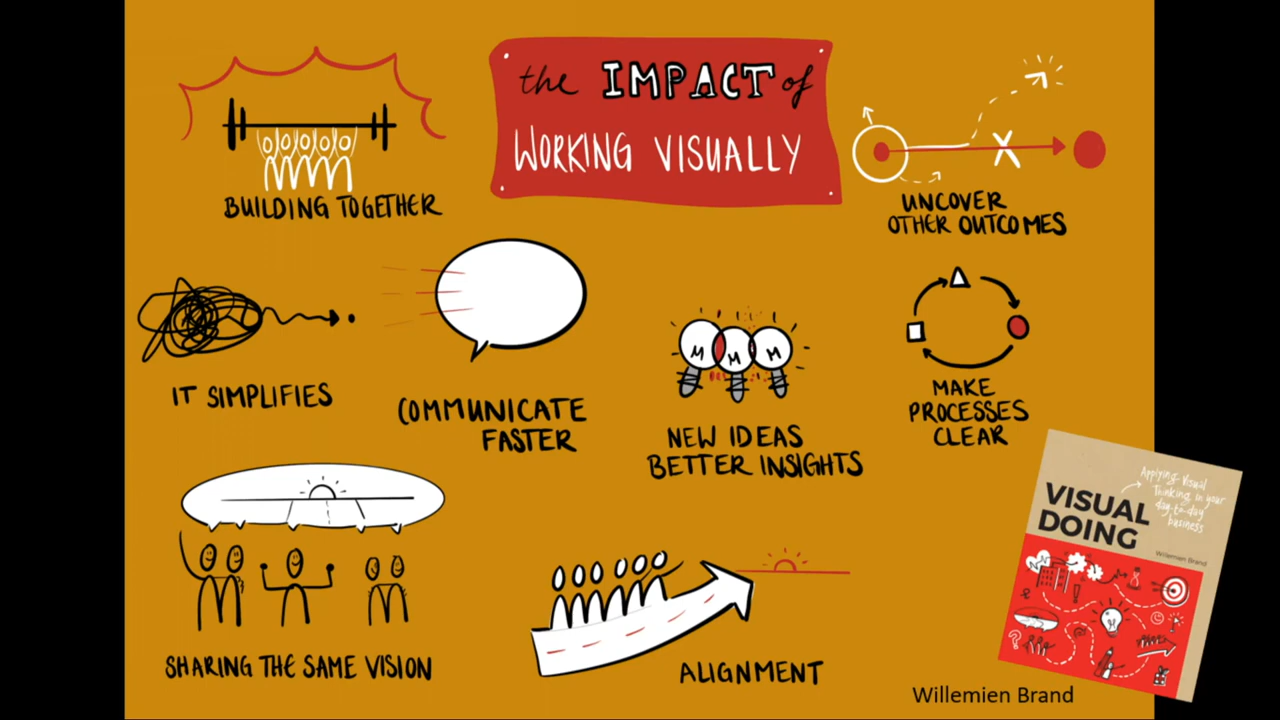 the IMPACT of
WORKING VISUALLY
BUILDING TOGETHER
UNCOVER
OTHER OUTCOMES
IT SIMPLIFIES
COMMUNICATE
FASTER
M M M
NEW IDEAS
BETTER INSIGHTS
MAKE
PROCESSES
CLEAR
SHARING THE SAME VISION
ALIGNMENT
Applying Visual
Thinking in your
day-to-day
business
VISUAL
DOING
Willemien Brand
Willemien Brand